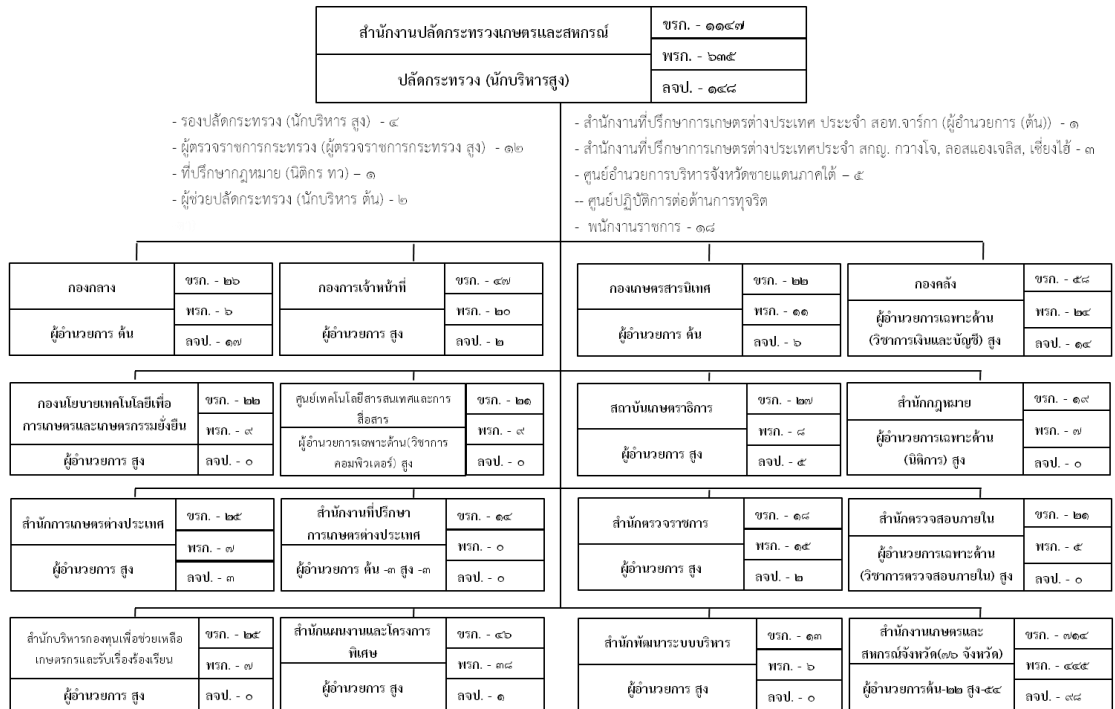 สำนักงานปลัดกระทรวงเกษตรและสหกรณ์
ปลัดกระทรวง (นักบริหารสูง)
ขรก. - ๑๑๔๗
พรก. - ๖๓๕
ลจป. - ๑๔๘
- รองปลัดกระทรวง (นักบริหาร สูง) - ๔
- ผู้ตรวจราชการกระทรวง (ผู้ตรวจราชการกระทรวง สูง) - ๑๒
- ที่ปรึกษากฎหมาย (นิติกร ทว) – ๑
- ผู้ช่วยปลัดกระทรวง (นักบริหาร ต้น) - ๒
- สำนักงานที่ปรึกษาการเกษตรต่างประเทศ ประะจำ สอท.จาร์กา (ผู้อำนวยการ (ต้น)) - ๑
- สำนักงานที่ปรึกษาการเกษตรต่างประเทศประจำ สกญ. กวางโจ, ลอสแองเจลิส, เซี่ยงไฮ้ - ๓
- ศูนย์อำนวยการบริหารจังหวัดชายแดนภาคใต้ – ๕
-- ศูนย์ปฏิบัติการต่อต้านการทุจริต
- พนักงานราชการ - ๑๘
กองกลาง
ผู้อำนวยการ ต้น
ขรก. - ๒๖
พรก. - ๖
ลจป. - ๑๗
กองการเจ้าหน้าที่
ผู้อำนวยการ สูง
ขรก. - ๔๗
พรก. - ๒๐
ลจป. - ๒
กองเกษตรสารนิเทศ
ผู้อำนวยการ ต้น
ขรก. - ๒๒
พรก. - ๑๑
ลจป. - ๖
กองคลัง
ผู้อำนวยการเฉพาะด้าน
(วิชาการเงินและบัญชี) สูง
ขรก. - ๕๘
พรก. - ๒๔
ลจป. - ๑๔
กองนโยบายเทคโนโลยีเพื่อ
การเกษตรและเกษตรกรรมยั่งยืน
ผู้อำนวยการ สูง
ขรก. - ๒๒
พรก. - ๙
ลจป. - ๐
ศูนย์เทคโนโลยีสารสนเทศและการ
สื่อสาร
ผู้อำนวยการเฉพาะด้าน(วิชาการ
คอมพิวเตอร์) สูง
ขรก. - ๒๑
พรก. - ๙
ลจป. - ๐
สถาบันเกษตราธิการ
ผู้อำนวยการ สูง
ขรก. - ๒๗
พรก. - ๘
ลจป. - ๕
สำนักกฎหมาย
ผู้อำนวยการเฉพาะด้าน
(นิติการ) สูง
ขรก. - ๑๙
พรก. - ๗
ลจป. - ๐
สำนักการเกษตรต่างประเทศ
ผู้อำนวยการ สูง
ขรก. - ๒๕
พรก. - ๗
ลจป. - ๓
สำนักงานที่ปรึกษา
การเกษตรต่างประเทศ
ผู้อำนวยการ ต้น -๓ สูง -๓
ขรก. - ๑๔
พรก. - ๐
ลจป. - ๐
สำนักตรวจราชการ
ผู้อำนวยการ สูง
ขรก. - ๑๘
พรก. - ๑๕
ลจป. - ๒
สำนักตรวจสอบภายใน
ผู้อำนวยการเฉพาะด้าน
(วิชาการตรวจสอบภายใน) สูง
ขรก. - ๒๑
พรก. - ๕
ลจป. - ๐
สำนักบริหารกองทุนเพื่อช่วยเหลือ
เกษตรกรและรับเรื่องร้องเรียน
ผู้อำนวยการ สูง
ขรก. - ๒๕
พรก. - ๗
ลจป. - ๐
สำนักแผนงานและโครงการ
พิเศษ
ผู้อำนวยการ สูง
ขรก. - ๔๖
พรก. - ๓๘
ลจป. - ๑
สำนักพัฒนาระบบบริหาร
ผู้อำนวยการ สูง
ขรก. - ๑๓
พรก. - ๖
ลจป. - ๐
สำนักงานเกษตรและ
สหกรณ์จังหวัด(๗๖ จังหวัด)
ผู้อำนวยการต้น-๒๒ สูง-๕๔
ขรก. - ๗๑๔
พรก. - ๔๔๕
ลจป. - ๙๘